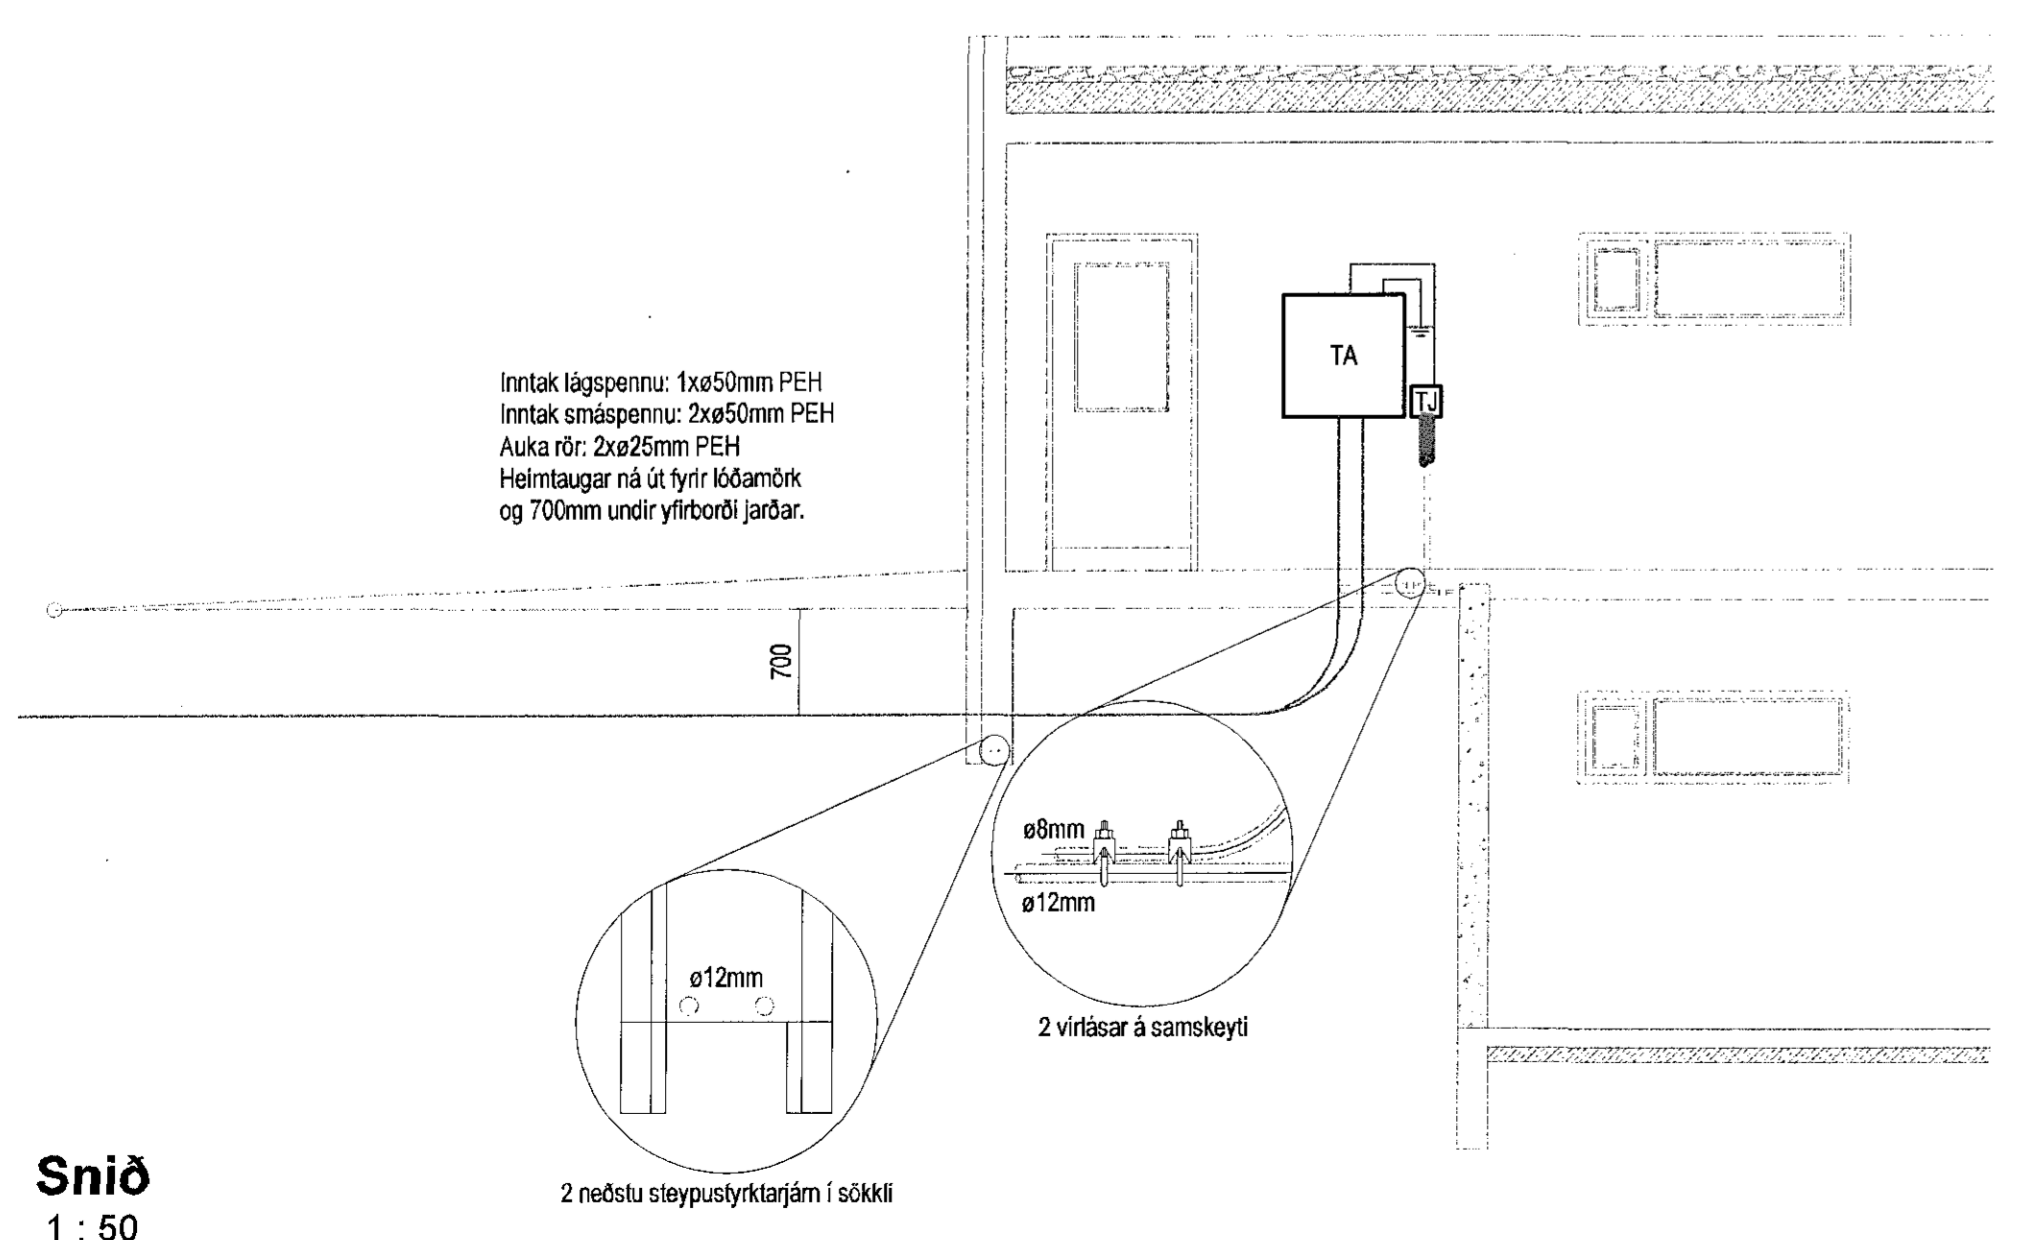 Inntak lágspennu: 1xø50mm PEH
Inntak smáspennu: 2xø50mm PEH
Auka rör: 2xø25mm PEH
Heimtaugar ná út fyrir lóðamörk
og 700mm undir yfirborði jarðar.
TA
TJ
700
ø8mm
ø12mm
2 vírlásar á samskeyti
ø12mm
2 neðstu steypustyrktarjárn í sökkli
Snið
1 : 50